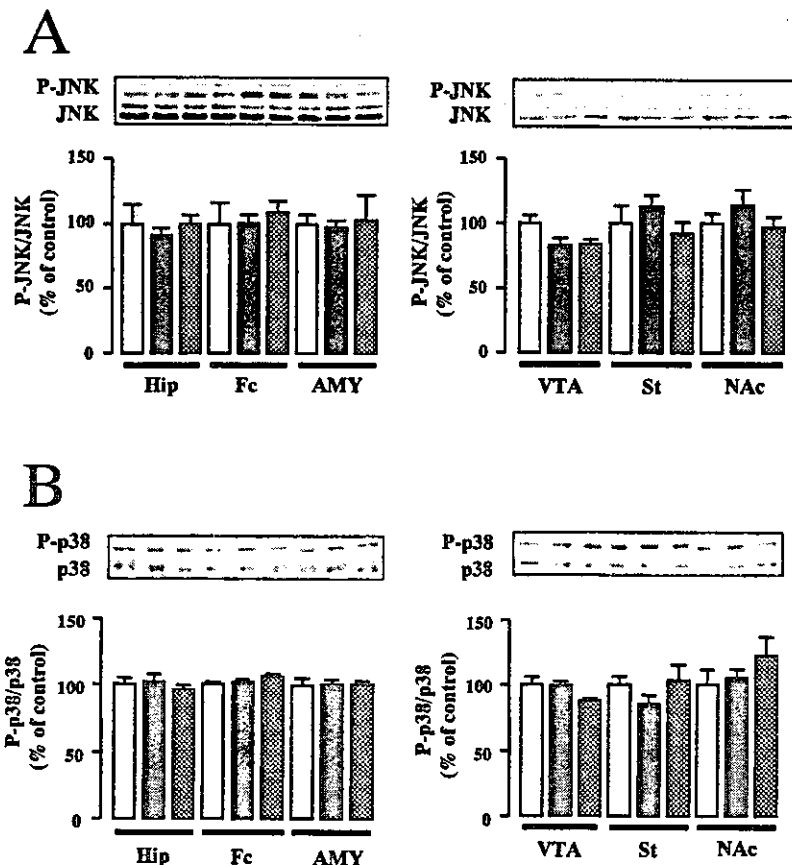 A
P-JNK
JNK
P-JNK/JNK
(% of control)
150
100
50
0
Hip Fc AMY
P-JNK
JNK
P-JNK/JNK
(% of control)
150
100
50
0
VTA St NAc
B
P-p38
p38
P-p38/p38
(% of control)
150
100
50
0
Hip Fc AMY
P-p38
p38
P-p38/p38
(% of control)
150
100
50
0
VTA St NAc